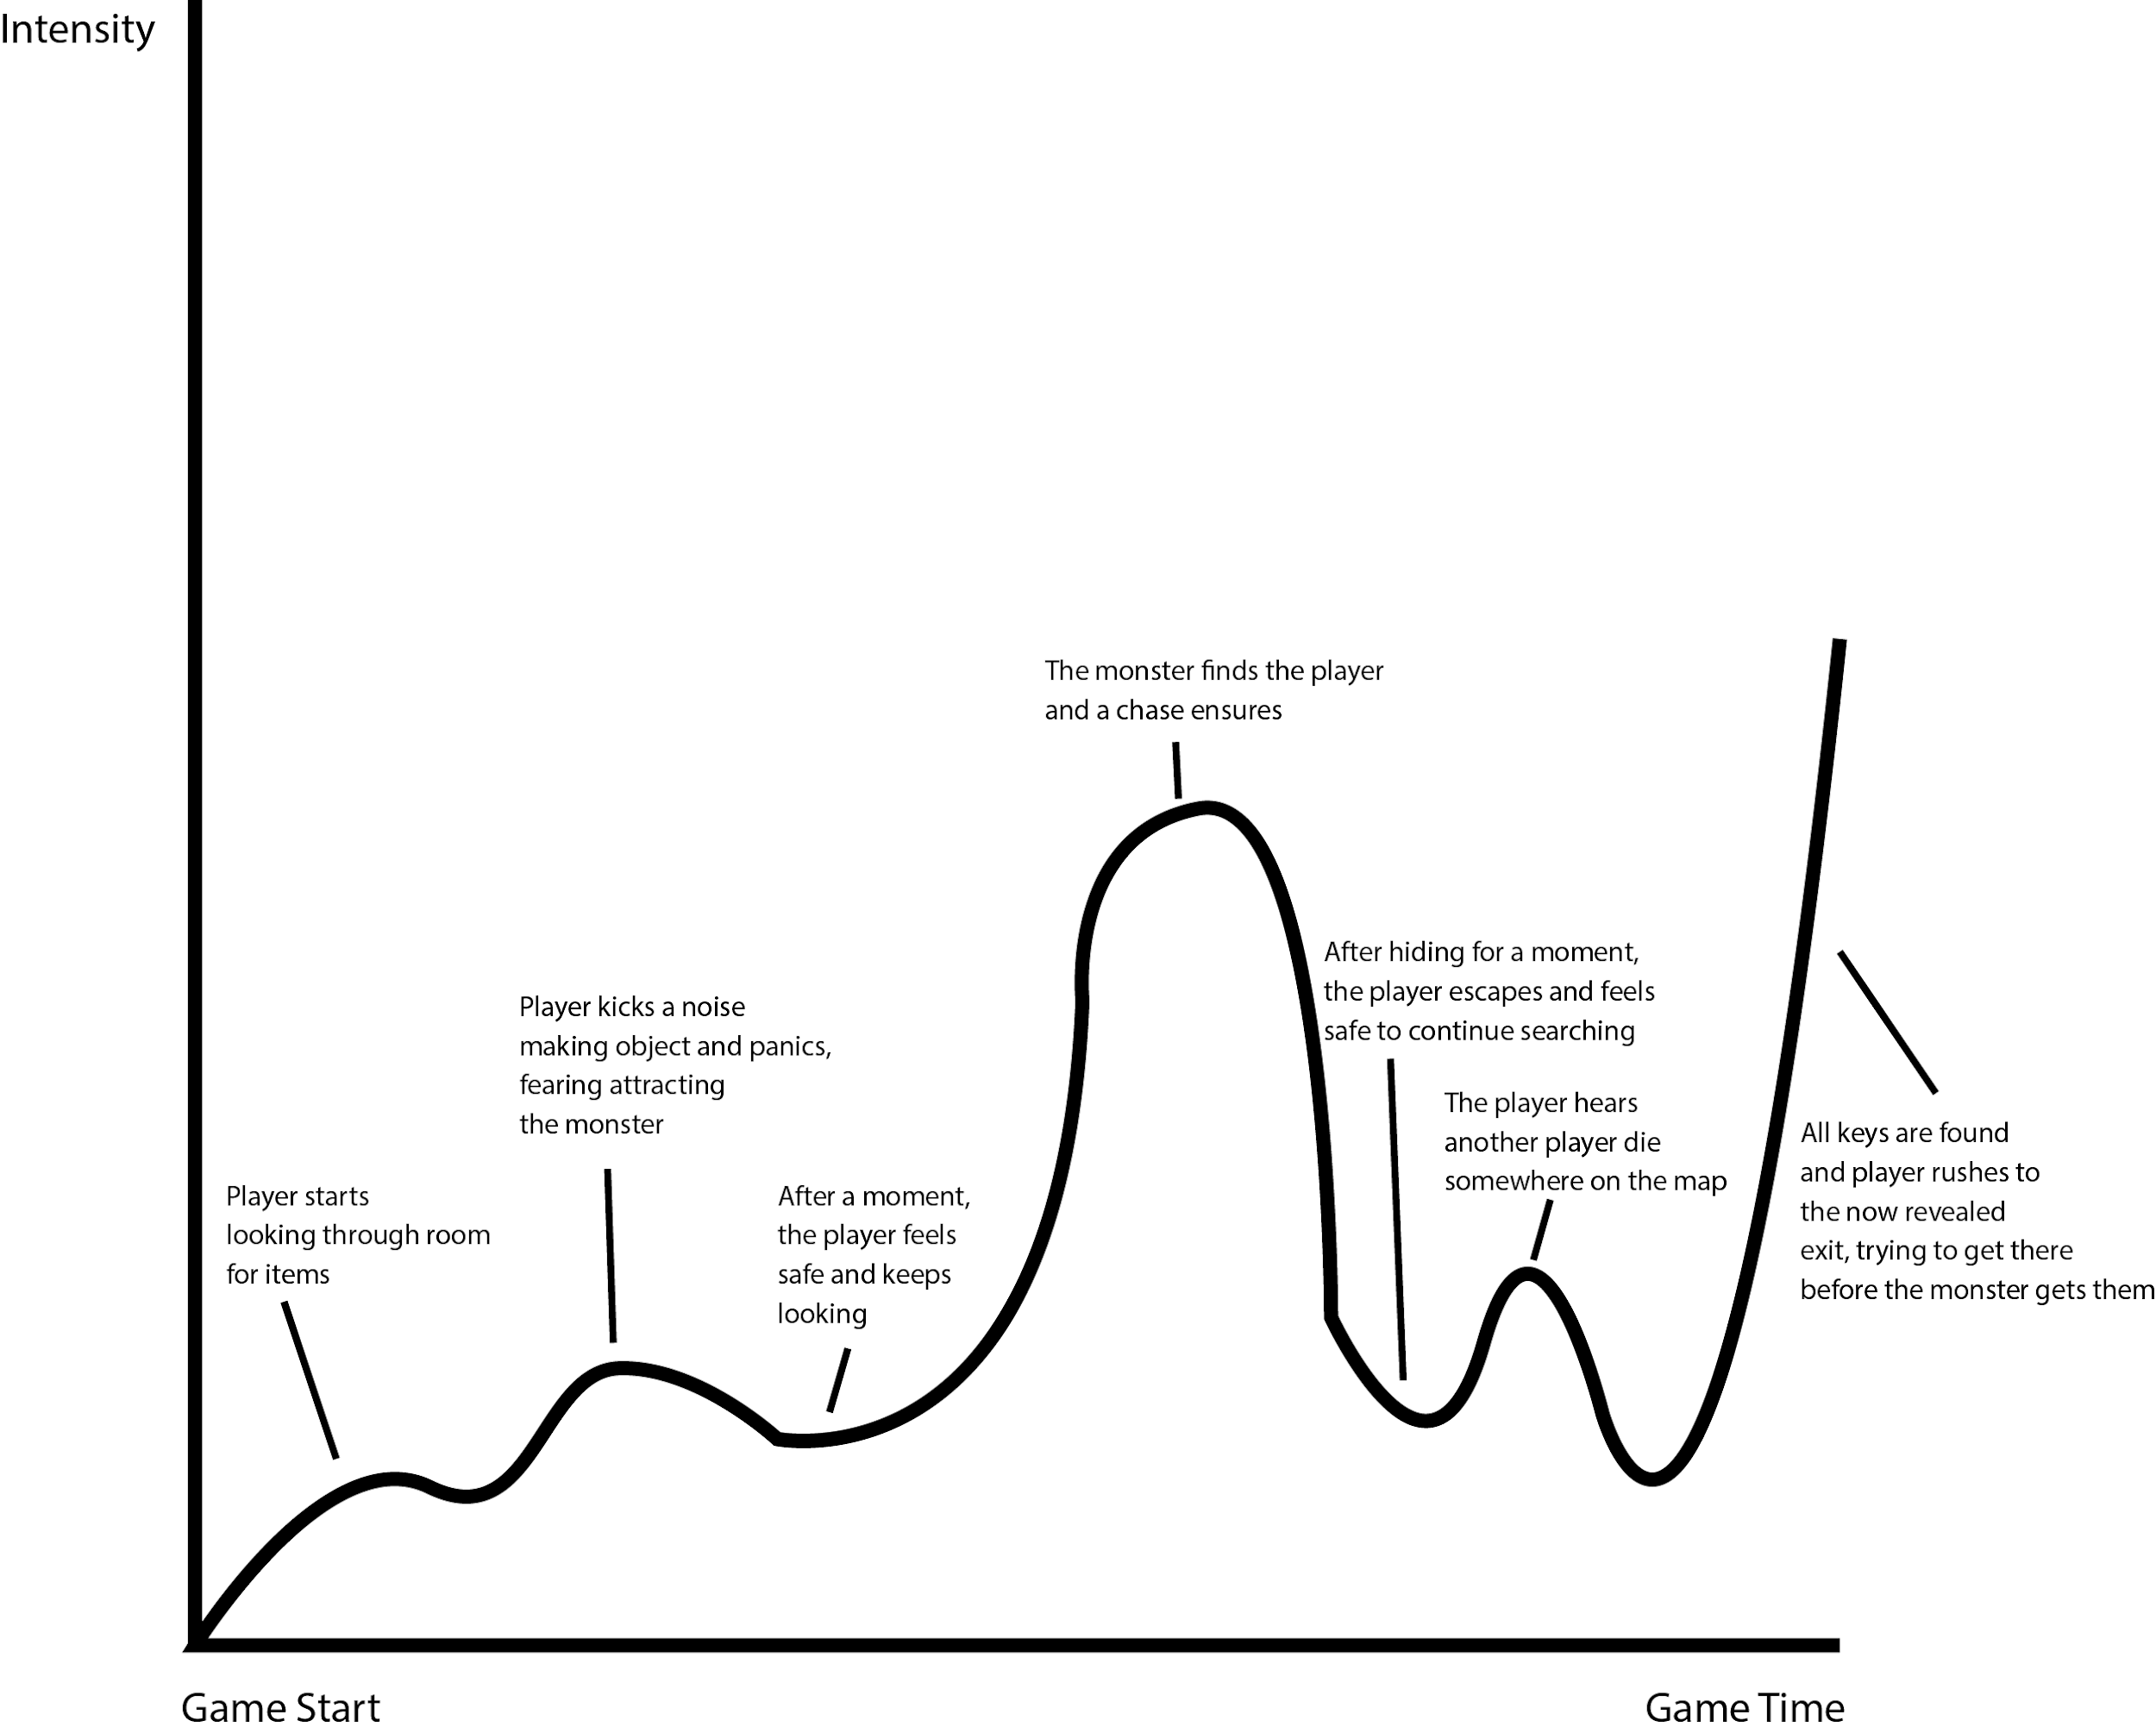 Intensity
The monster finds the player
and a chase ensures
After hiding for a moment,
the player escapes and feels
safe to continue searching
Player kicks a noise
making object and panics,
fearing attracting
the monster
The player hears
another player die
somewhere on the map
All keys are found
and player rushes to
the now revealed
exit, trying to get there
before the monster gets them
Player starts
looking through room
for items
After a moment,
the player feels
safe and keeps
looking
Game Start
Game Time